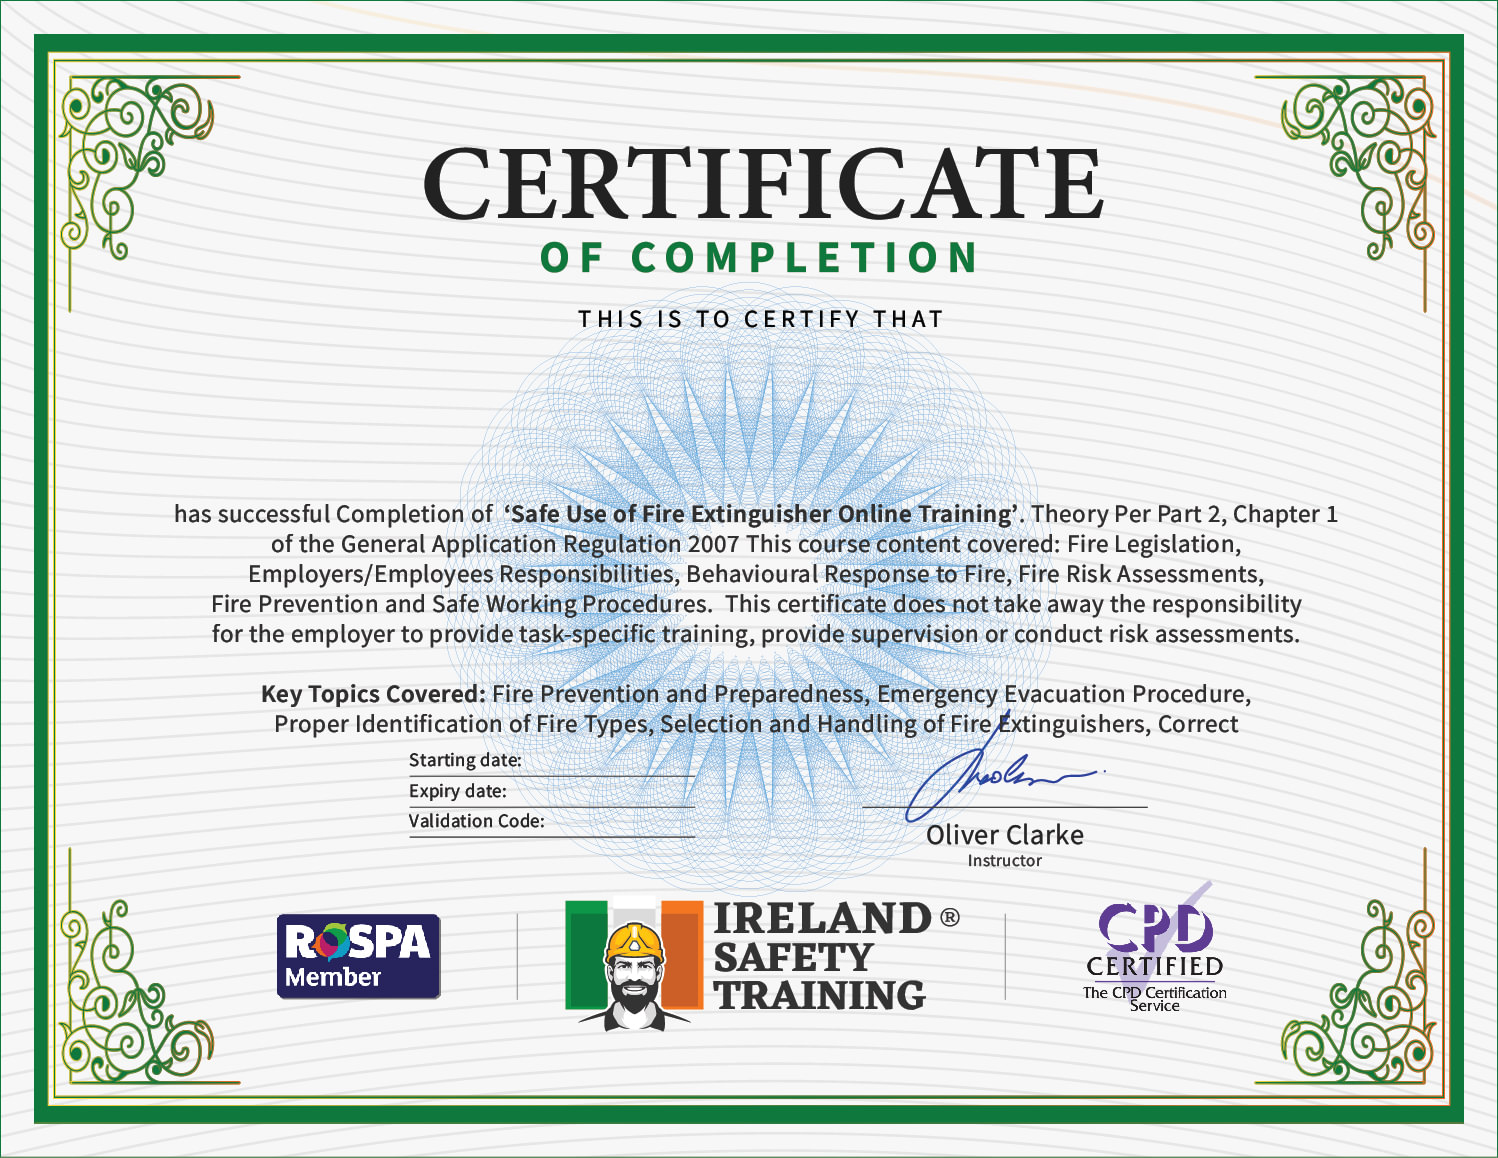 CERTIFICATE
OF COMPLETION
THIS IS TO CERTIFY THAT
has successful Completion of ‘Safe Use of Fire Extinguisher Online Training’. Theory Per Part 2, Chapter 1
of the General Application Regulation 2007 This course content covered: Fire Legislation,
Employers/Employees Responsibilities, Behavioural Response to Fire, Fire Risk Assessments,
Fire Prevention and Safe Working Procedures. This certificate does not take away the responsibility
for the employer to provide task-specific training, provide supervision or conduct risk assessments.
Key Topics Covered: Fire Prevention and Preparedness, Emergency Evacuation Procedure,
Proper Identification of Fire Types, Selection and Handling of Fire Extinguishers, Correct
Starting date:
Expiry date:
Validation Code:
Oliver Clarke
Instructor
RoSPA
Member
IRELAND®
SAFETY
TRAINING
CPD
CERTIFIED
The CPD Certification
Service